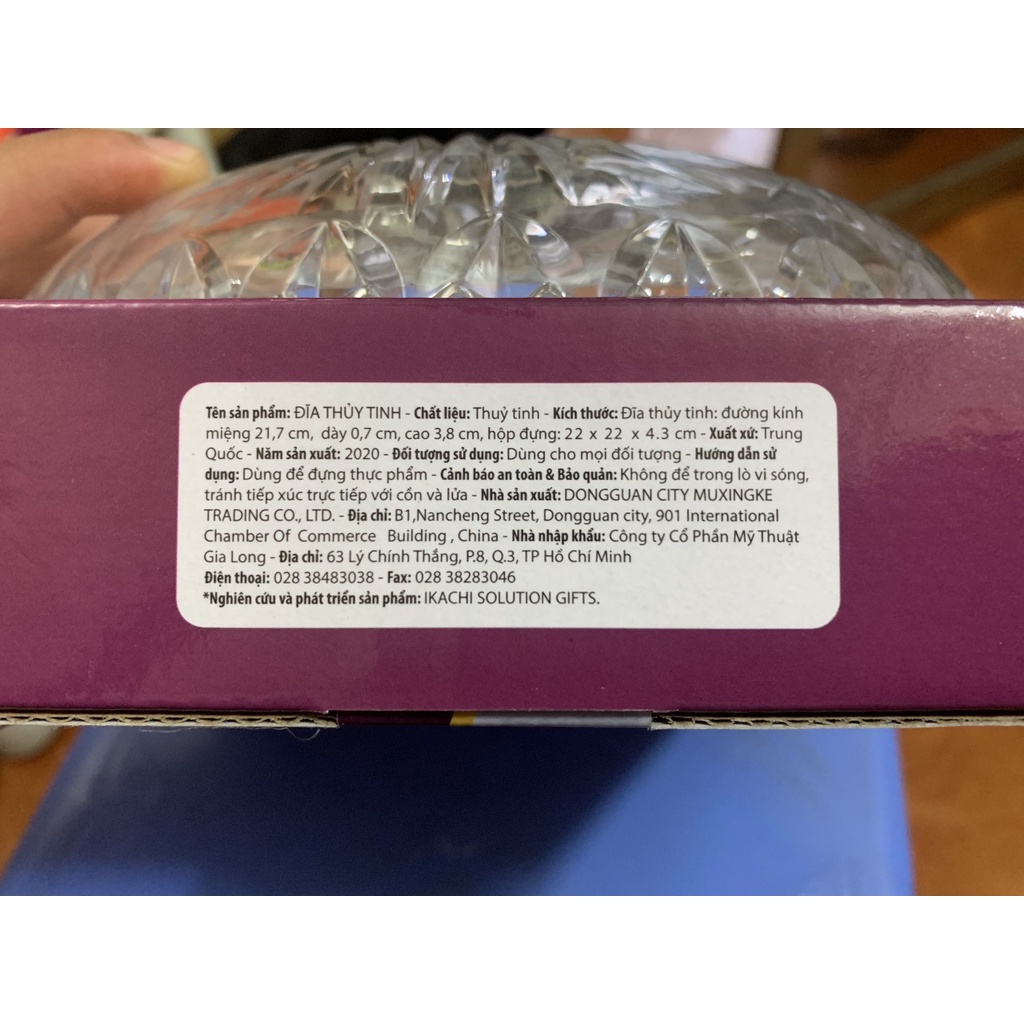 Tên sản phẩm: ĐĨA THỦY TINH - Chất liệu: Thuỷ tinh - Kích thước: Đĩa thủy tinh: đường kính
miệng 21,7 cm, dày 0,7 cm, cao 3,8 cm, hộp đựng: 22 x 22 x 4.3 cm - Xuất xứ: Trung
Quốc - Năm sản xuất: 2020 - Đối tượng sử dụng: Dùng cho mọi đối tượng - Hướng dẫn sử
dụng: Dùng để đựng thực phẩm - Cảnh báo an toàn & Bảo quản: Không để trong lò vi sóng,
tránh tiếp xúc trực tiếp với cồn và lửa - Nhà sản xuất: DONGGUAN CITY MUXINGKE
TRADING CO., LTD. - Địa chỉ: B1,Nancheng Street, Dongguan city, 901 International
Chamber Of Commerce Building , China - Nhà nhập khẩu: Công ty Cổ Phần Mỹ Thuật
Gia Long - Địa chỉ: 63 Lý Chính Thắng, P.8, Q.3, TP Hồ Chí Minh
Điện thoại: 028 38483038 - Fax: 028 38283046
*Nghiên cứu và phát triển sản phẩm: IKACHI SOLUTION GIFTS.